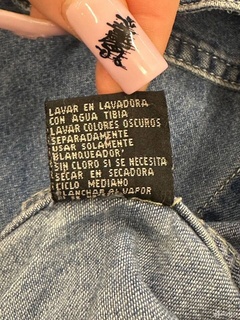 LAVAR EN LAVADORA
CON AGUA TIBIA
LAVAR COLORES OSCUROS
SEPARADAMENTE
USAR SOLAMENTE
BLANQUEADOR
SIN CLORO SI SE NECESITA
SECAR EN SECADORA
CICLO MEDIANO
PLANCHAR AL VAPOR